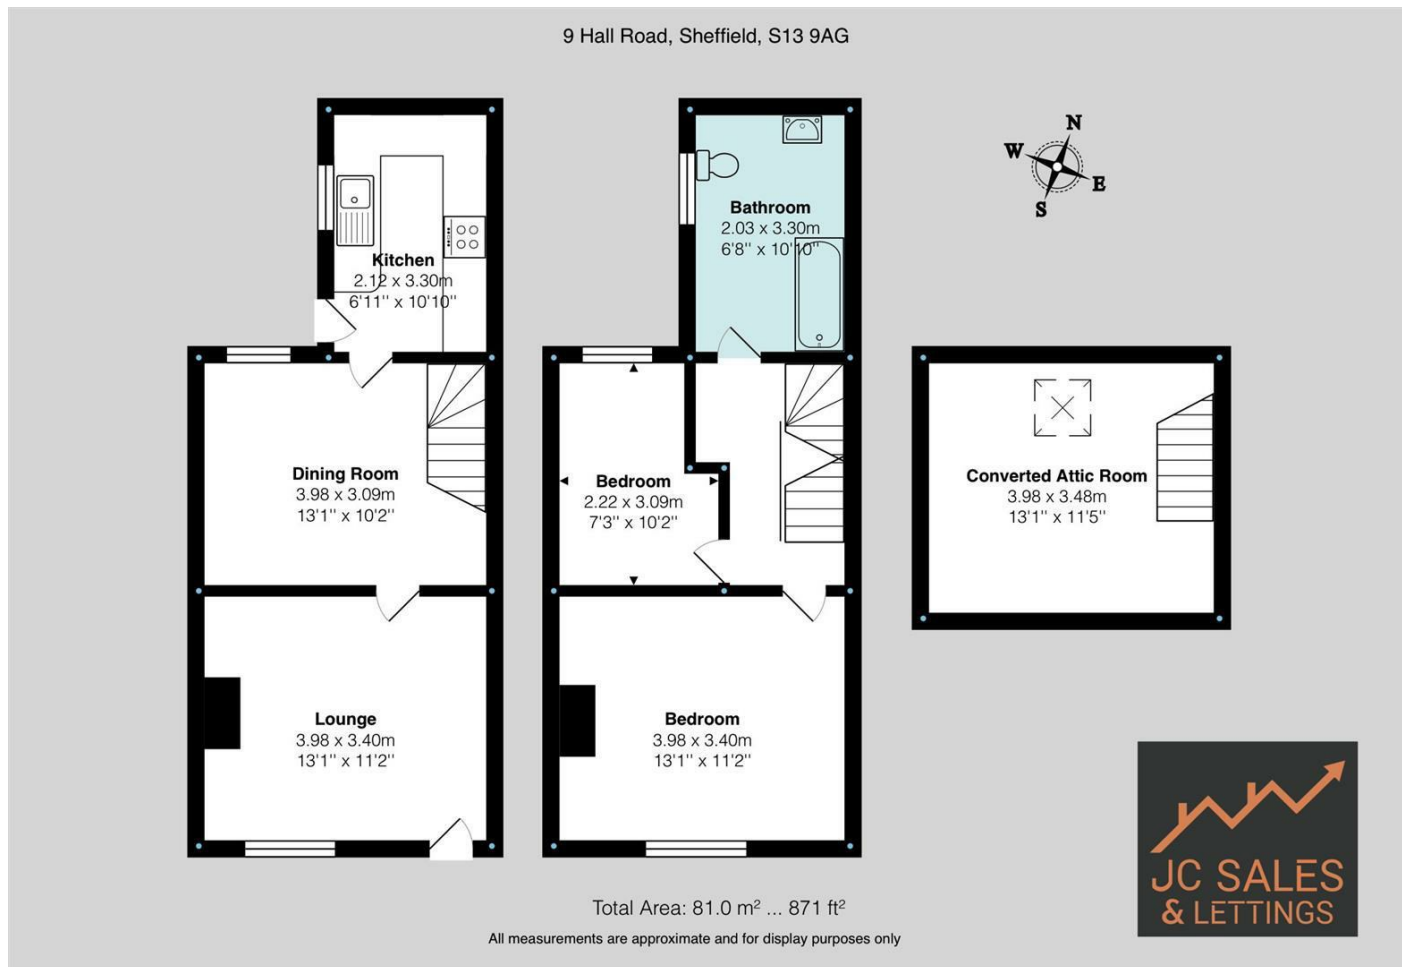 9 Hall Road, Sheffield, S13 9AG
N
W
E
S
Kitchen
2.12 x 3.30m
6'11'' x 10'10''
Bathroom
2.03 x 3.30m
6'8'' x 10'10''
Dining Room
3.98 x 3.09m
13'1'' x 10'2''
Bedroom
2.22 x 3.09m
7'3'' x 10'2''
Converted Attic Room
3.98 x 3.48m
13'1'' x 11'5''
Lounge
3.98 x 3.40m
13'1'' x 11'2''
Bedroom
3.98 x 3.40m
13'1'' x 11'2''
JC SALES
& LETTINGS
Total Area: 81.0 m² ... 871 ft²
All measurements are approximate and for display purposes only